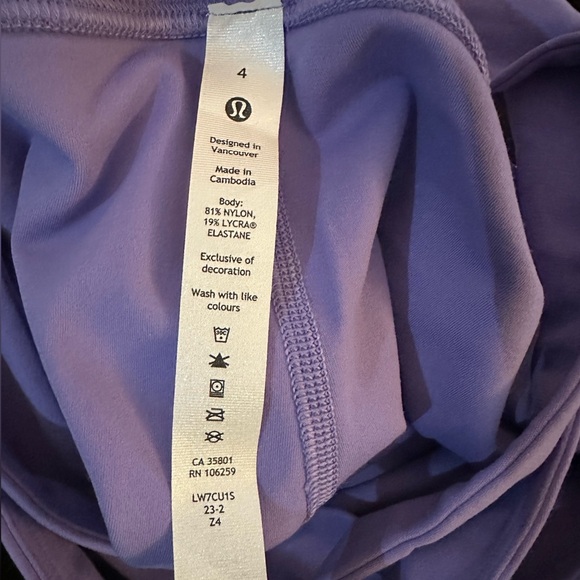 4
Designed in
Vancouver
Made in
Cambodia
Body:
81% NYLON,
19% LYCRA®
ELASTANE
Exclusive of
decoration
Wash with like
colours
30C
CA 35801
RN 106259
LW7CU1S
23-2
Z4